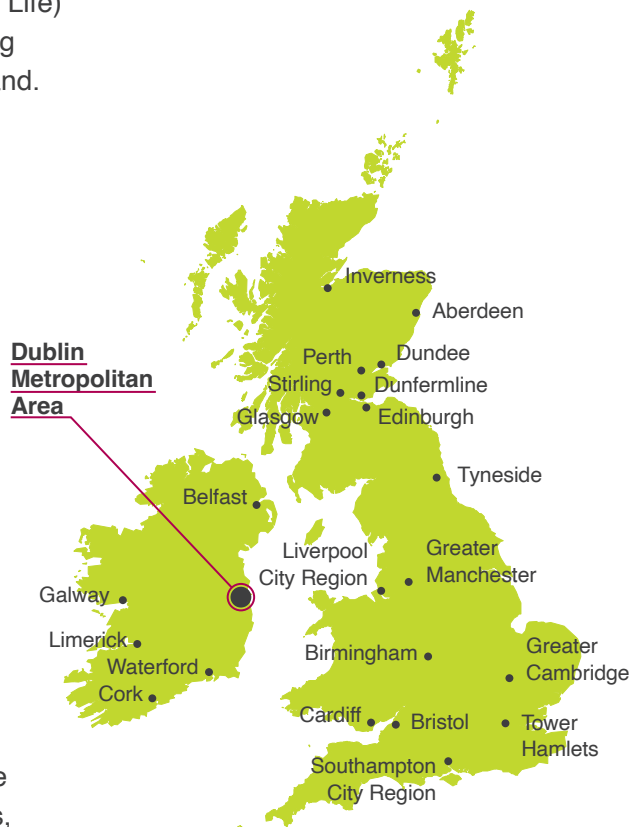 Life)
g
and.
Inverness
Aberdeen
Dublin
Metropolitan
Area
Perth
Dundee
Stirling
Dunfermline
Glasgow
Edinburgh
Tyneside
Belfast
Liverpool
City Region
Greater
Manchester
Galway
Limerick
Waterford
Cork
Birmingham
Greater
Cambridge
Cardiff
Bristol
Tower
Hamlets
Southampton
City Region
e
s,